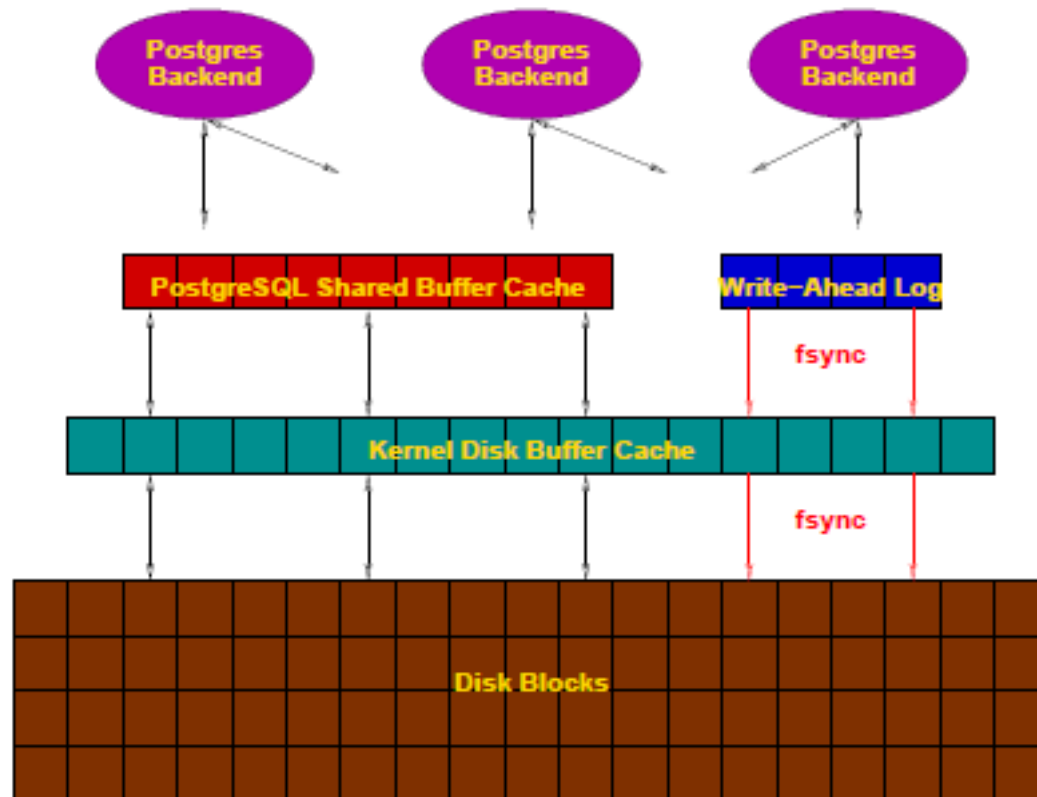 Postgres
Backend
Postgres
Backend
Postgres
Backend
PostgreSQL Shared Buffer Cache
Write-Ahead Log
fsync
Kernel Disk Buffer Cache
fsync
Disk Blocks